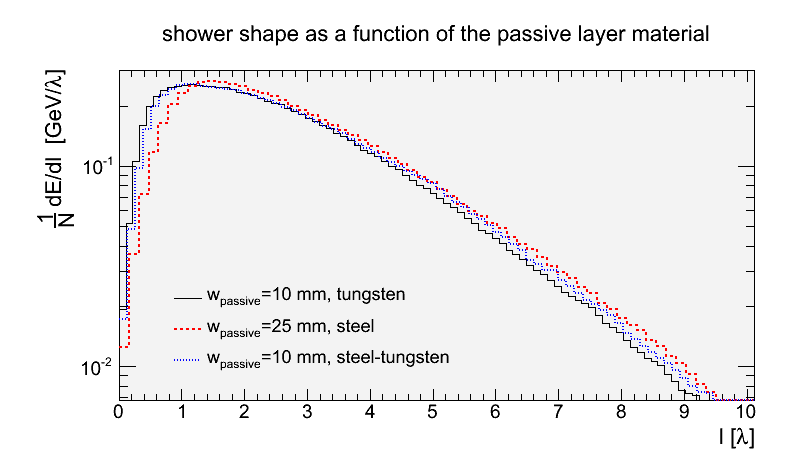 shower shape as a function of the passive layer material
1/N dE/dl [GeV/λ]
10⁻¹
10⁻²
w_passive=10 mm, tungsten
w_passive=25 mm, steel
w_passive=10 mm, steel-tungsten
0 1 2 3 4 5 6 7 8 9 10
l [λ]